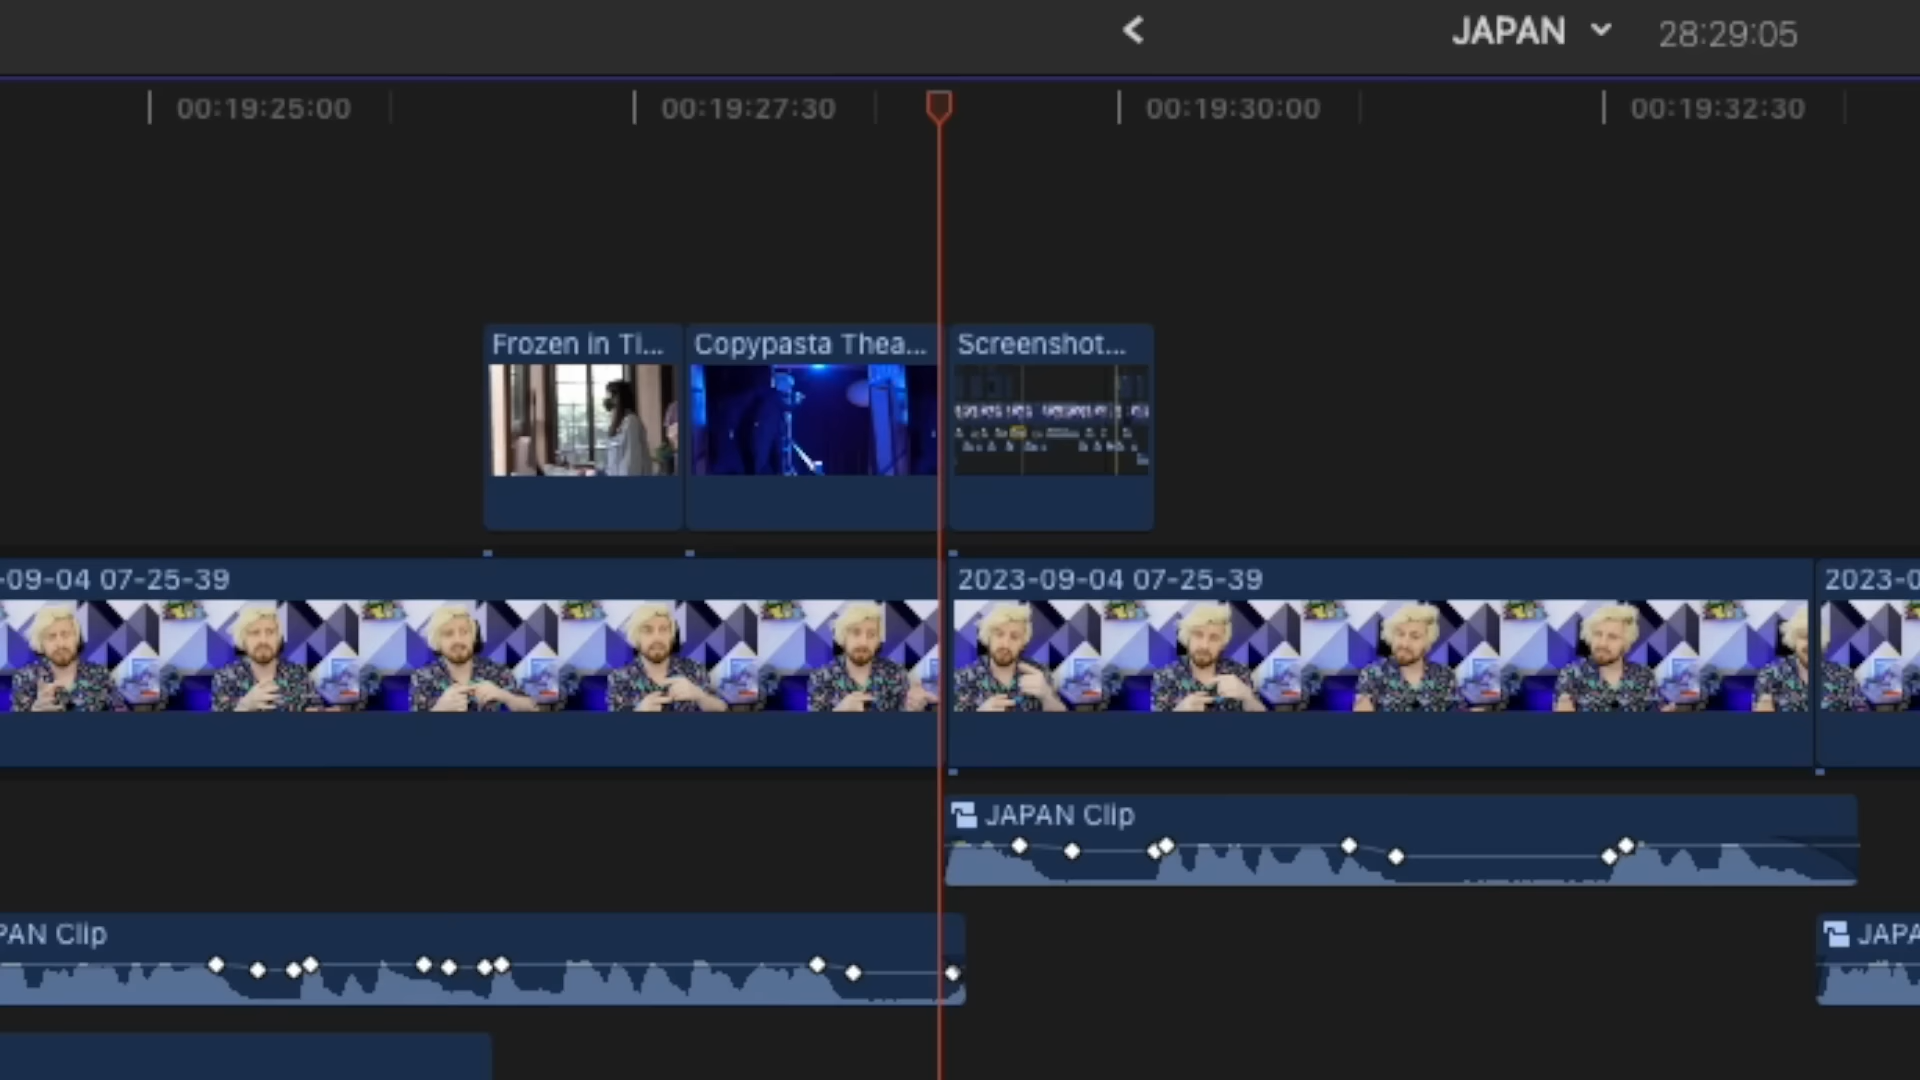 JAPAN 28:29:05
00:19:25:00 00:19:27:30 00:19:30:00 00:19:32:30
Frozen in Ti... Copypasta Thea... Screenshot...
-09-04 07-25-39 2023-09-04 07-25-39 2023-0
JAPAN Clip
PAN Clip JAPA